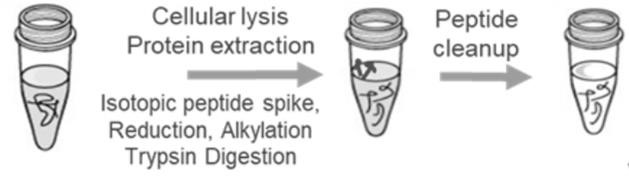 Cellular lysis
Protein extraction
Isotopic peptide spike,
Reduction, Alkylation
Trypsin Digestion
Peptide
cleanup